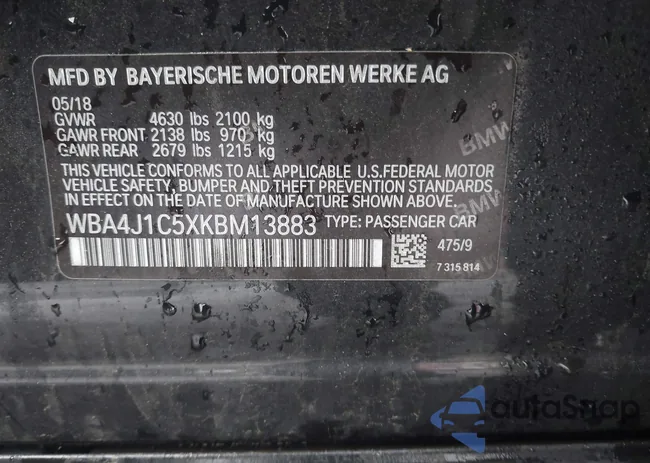 MFD BY BAYERISCHE MOTOREN WERKE AG
05/18
GVWR 4630 lbs 2100 kg
GAWR FRONT 2138 lbs 970 kg
GAWR REAR 2679 lbs 1215 kg
THIS VEHICLE CONFORMS TO ALL APPLICABLE U.S.FEDERAL MOTOR
VEHICLE SAFETY, BUMPER AND THEFT PREVENTION STANDARDS
IN EFFECT ON THE DATE OF MANUFACTURE SHOWN ABOVE.
WBA4J1C5XKBM13883 TYPE: PASSENGER CAR
475/9
7 315 814
BMW
BMW
BMW
BMW
autoSnap